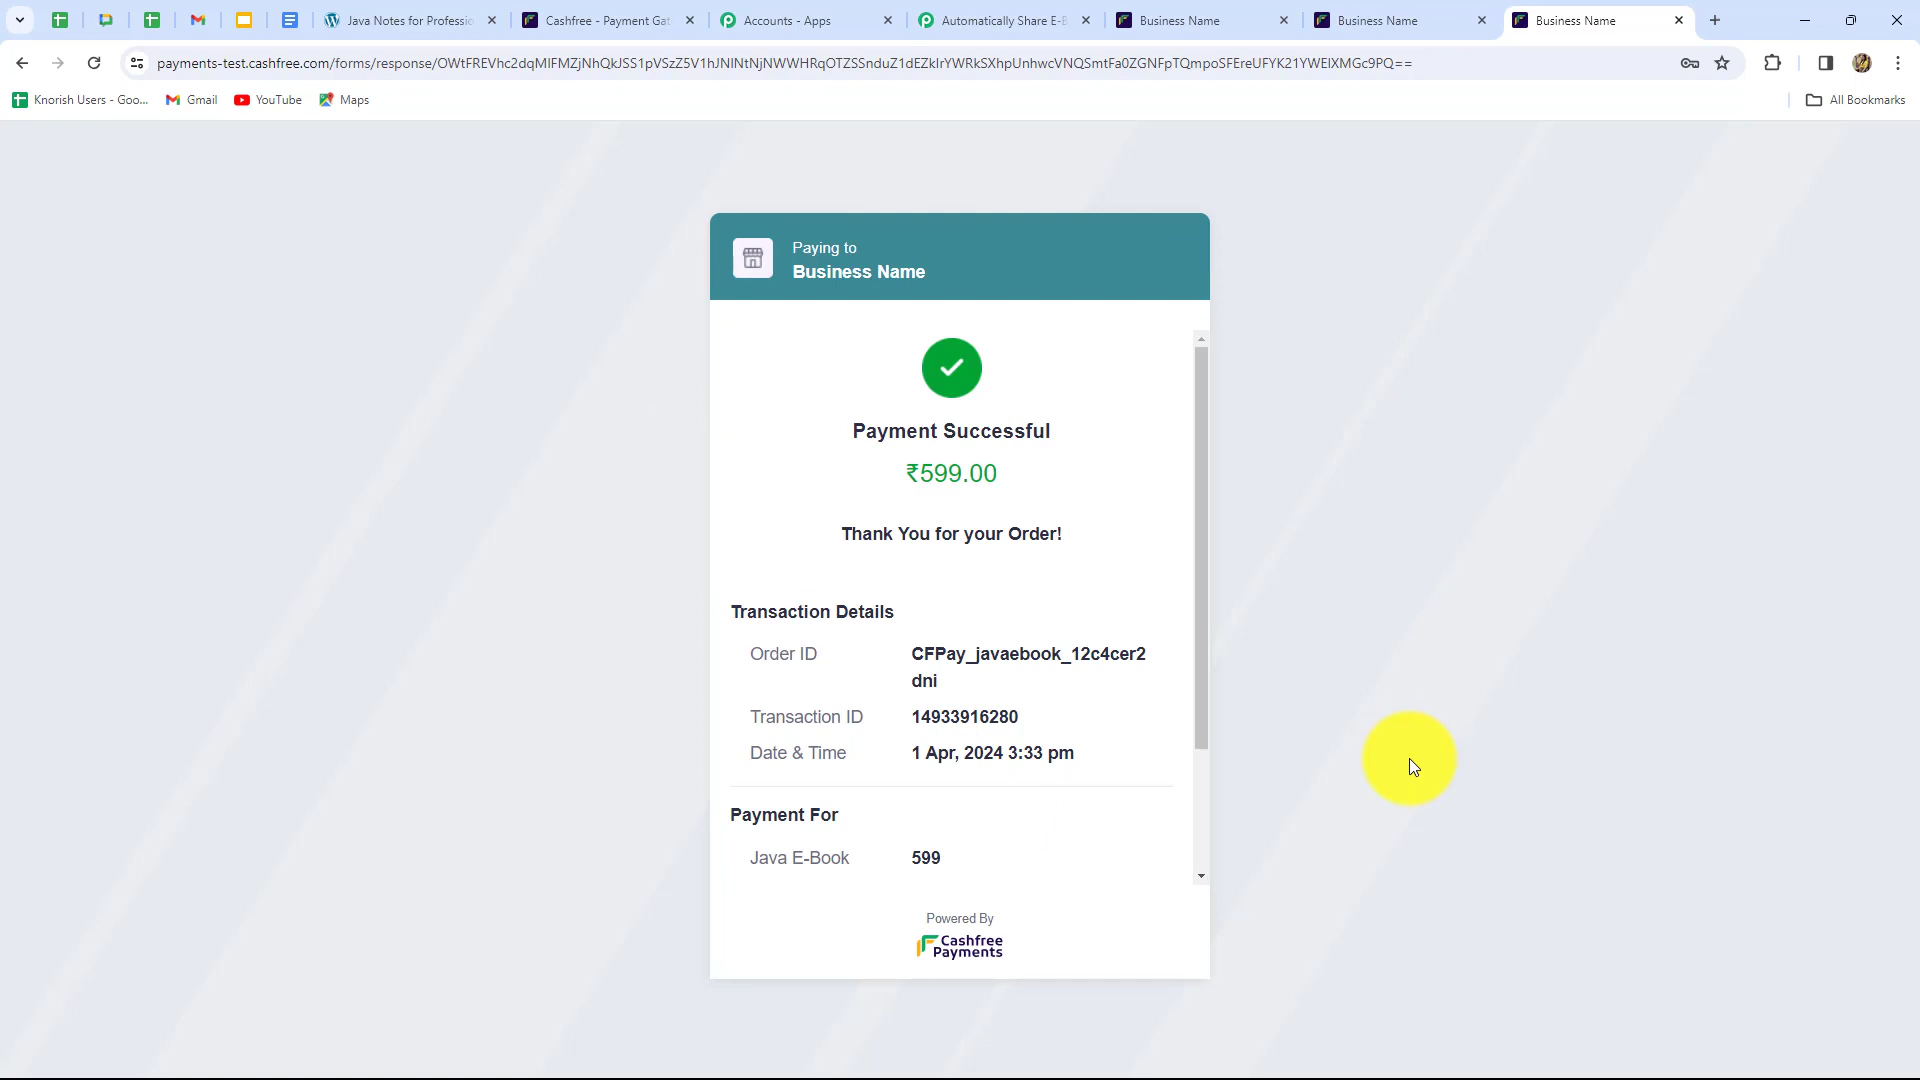 Java Notes for Professio
Cashfree - Payment Gat
Accounts - Apps
Automatically Share E-B
Business Name
Business Name
Business Name
payments-test.cashfree.com/forms/response/
Knorish Users - Goo...
Gmail
YouTube
Maps
All Bookmarks
Paying to
Business Name
Payment Successful
₹599.00
Thank You for your Order!
Transaction Details
Order ID
CFPay_javaebook_12c4cer2
dni
Transaction ID
14933916280
Date & Time
1 Apr, 2024 3:33 pm
Payment For
Java E-Book
599
Powered By
Cashfree
Payments